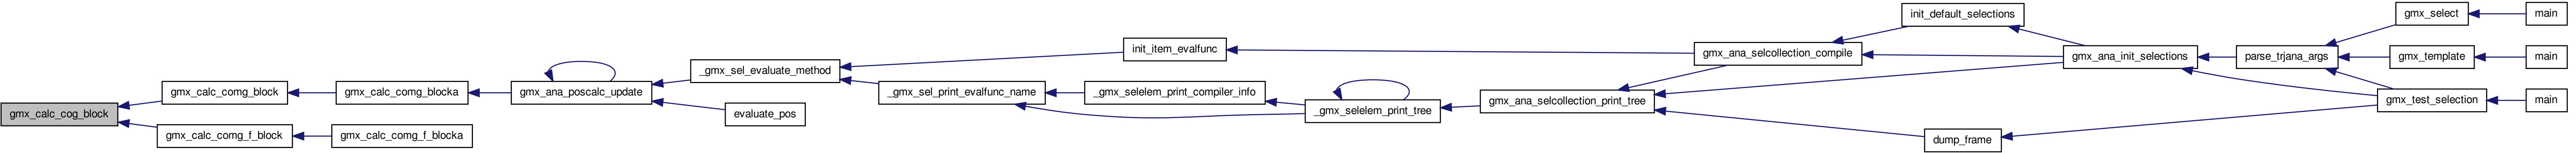 gmx_calc_cog_block
gmx_calc_comg_block
gmx_calc_comg_f_block
gmx_calc_comg_blocka
gmx_calc_comg_f_blocka
gmx_ana_poscalc_update
_gmx_sel_evaluate_method
evaluate_pos
init_item_evalfunc
_gmx_sel_print_evalfunc_name
_gmx_selelem_print_compiler_info
_gmx_selelem_print_tree
gmx_ana_selcollection_compile
gmx_ana_selcollection_print_tree
init_default_selections
dump_frame
gmx_ana_init_selections
parse_trjana_args
gmx_select
gmx_template
gmx_test_selection
main
main
main